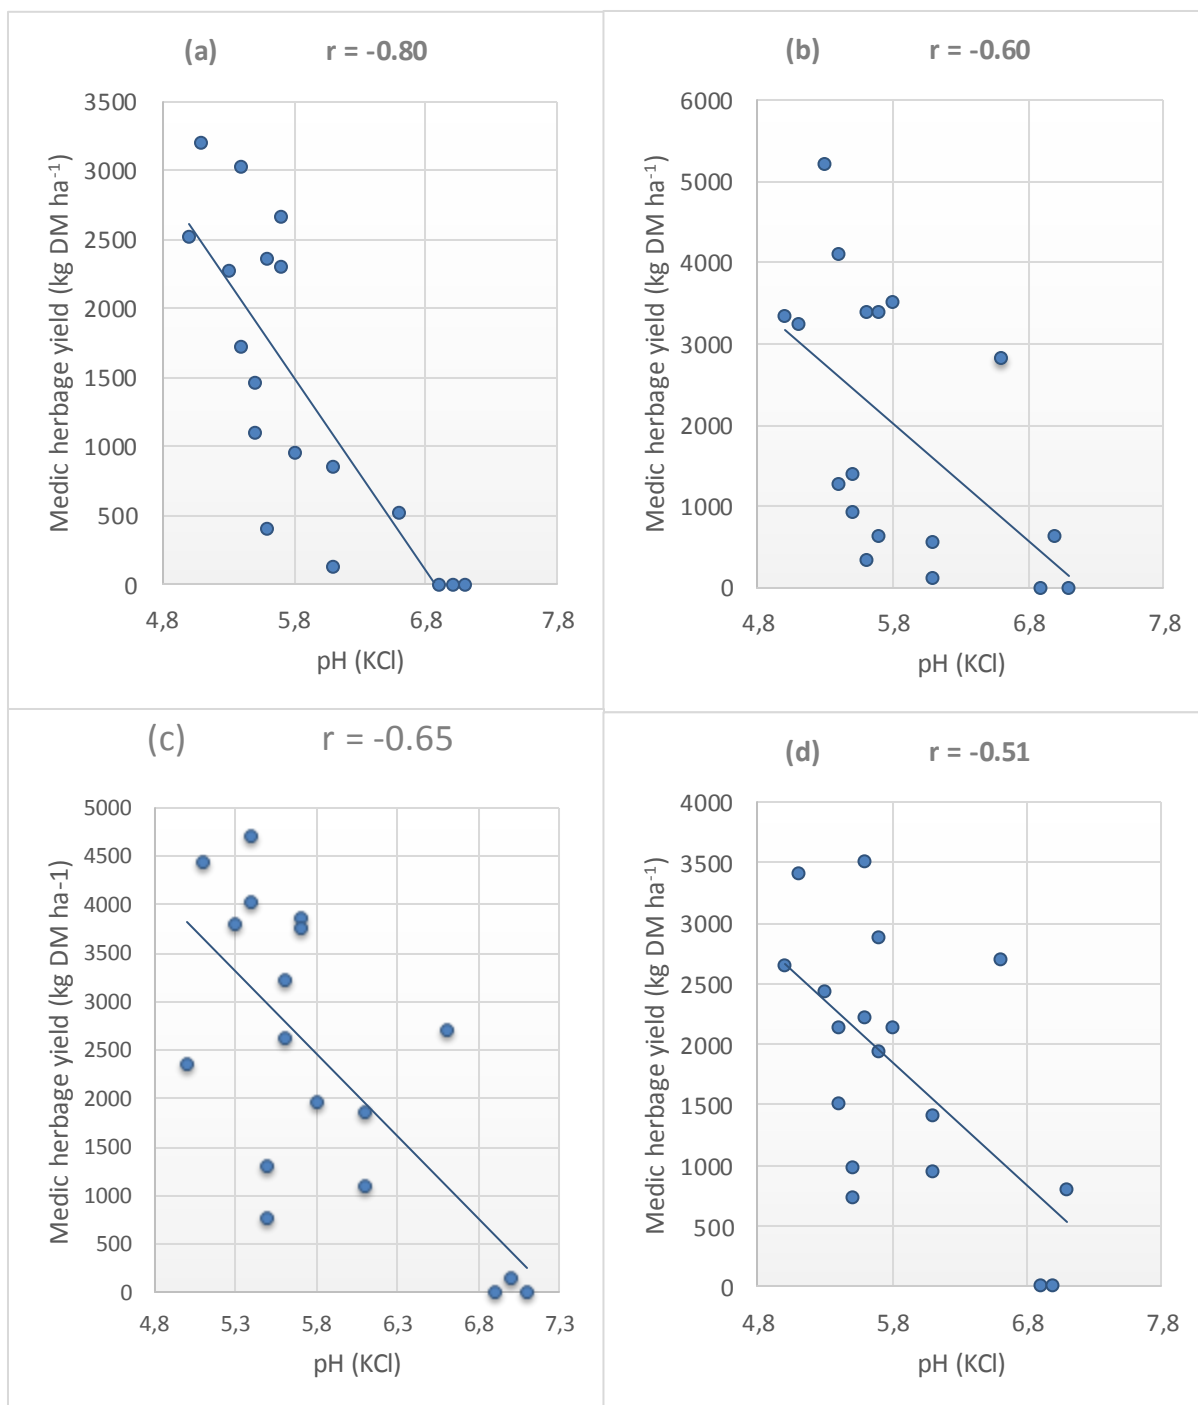 (a) r = -0.80
Medic herbage yield (kg DM ha-1)
3500
3000
2500
2000
1500
1000
500
0
4,8 5,8 6,8 7,8
pH (KCl)
(b) r = -0.60
Medic herbage yield (kg DM ha-1)
6000
5000
4000
3000
2000
1000
0
4,8 5,8 6,8 7,8
pH (KCl)
(c) r = -0.65
Medic herbage yield (kg DM ha-1)
5000
4500
4000
3500
3000
2500
2000
1500
1000
500
0
4,8 5,3 5,8 6,3 6,8 7,3
pH (KCl)
(d) r = -0.51
Medic herbage yield (kg DM ha-1)
4000
3500
3000
2500
2000
1500
1000
500
0
4,8 5,8 6,8 7,8
pH (KCl)